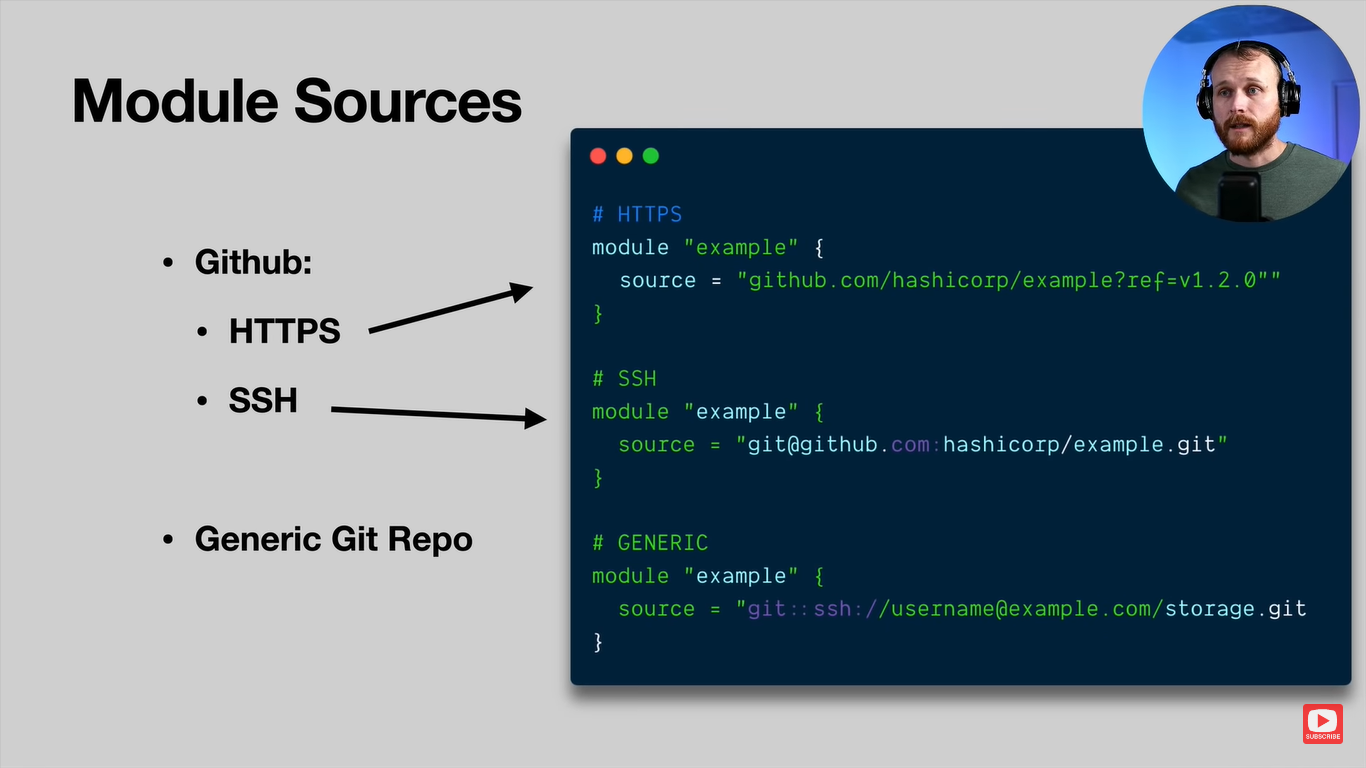 Module Sources
• Github:
• HTTPS
• SSH
• Generic Git Repo
# HTTPS
module "example" {
  source = "github.com/hashicorp/example?ref=v1.2.0""
}
# SSH
module "example" {
  source = "git@github.com:hashicorp/example.git"
}
# GENERIC
module "example" {
  source = "git::ssh://username@example.com/storage.git
}
SUBSCRIBE